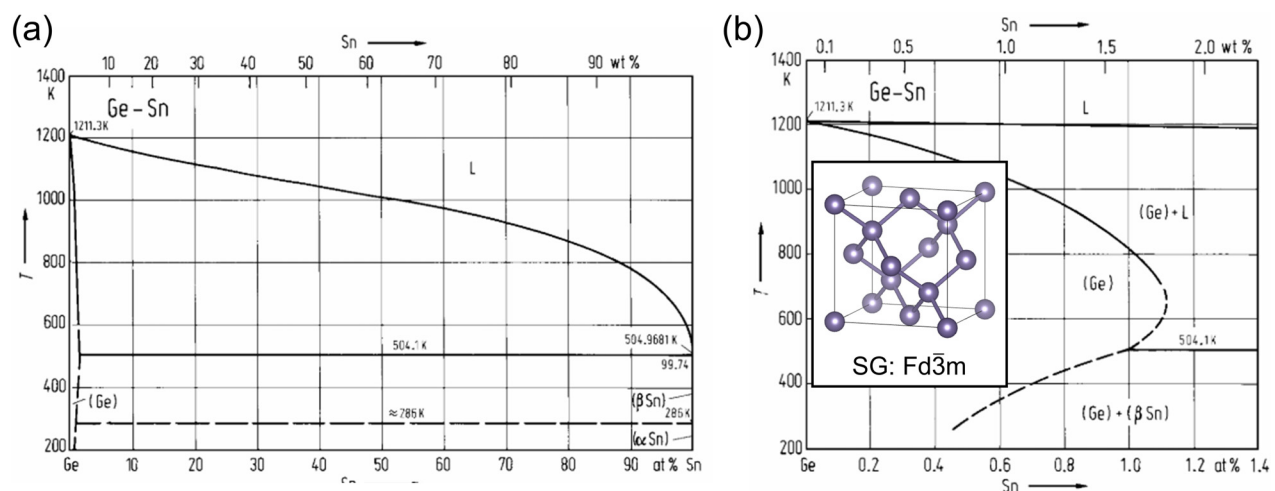 (a)
Sn
10 20 30 40 50 60 70 80 90 wt %
1400
K
Ge – Sn
1211.3K
1200
L
1000
T
800
600
504.1K
504.9681K
99.74
400
(Ge)
(βSn)
≈286K
286K
(αSn)
200
Ge 10 20 30 40 50 60 70 80 90 at% Sn
Sn
(b)
Sn
0.1 0.5 1.0 1.5 2.0 wt %
1400
K
Ge–Sn
L
1211.3K
1200
1000
(Ge) + L
T
800
(Ge)
600
504.1K
SG: Fd3̅m
400
(Ge) + (βSn)
200
Ge 0.2 0.4 0.6 0.8 1.0 1.2 at% 1.4
Sn